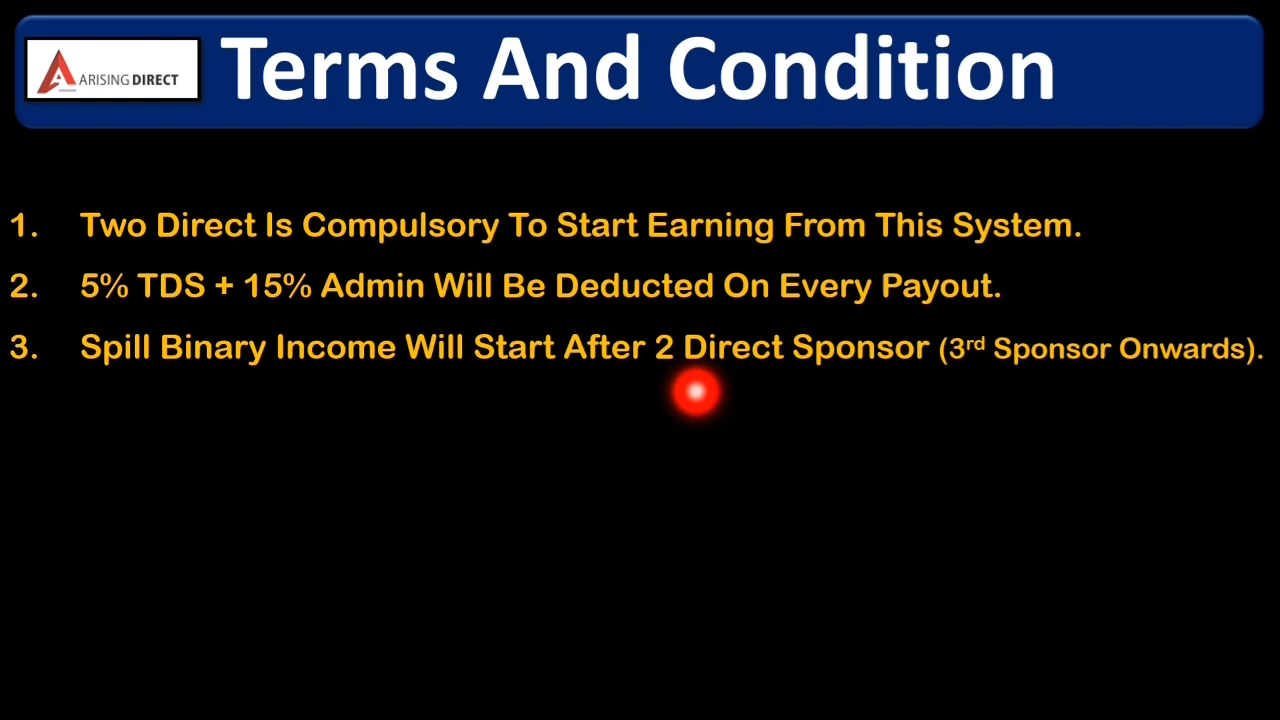 ARISING DIRECT
Terms And Condition
1. Two Direct Is Compulsory To Start Earning From This System.
2. 5% TDS + 15% Admin Will Be Deducted On Every Payout.
3. Spill Binary Income Will Start After 2 Direct Sponsor (3rd Sponsor Onwards).